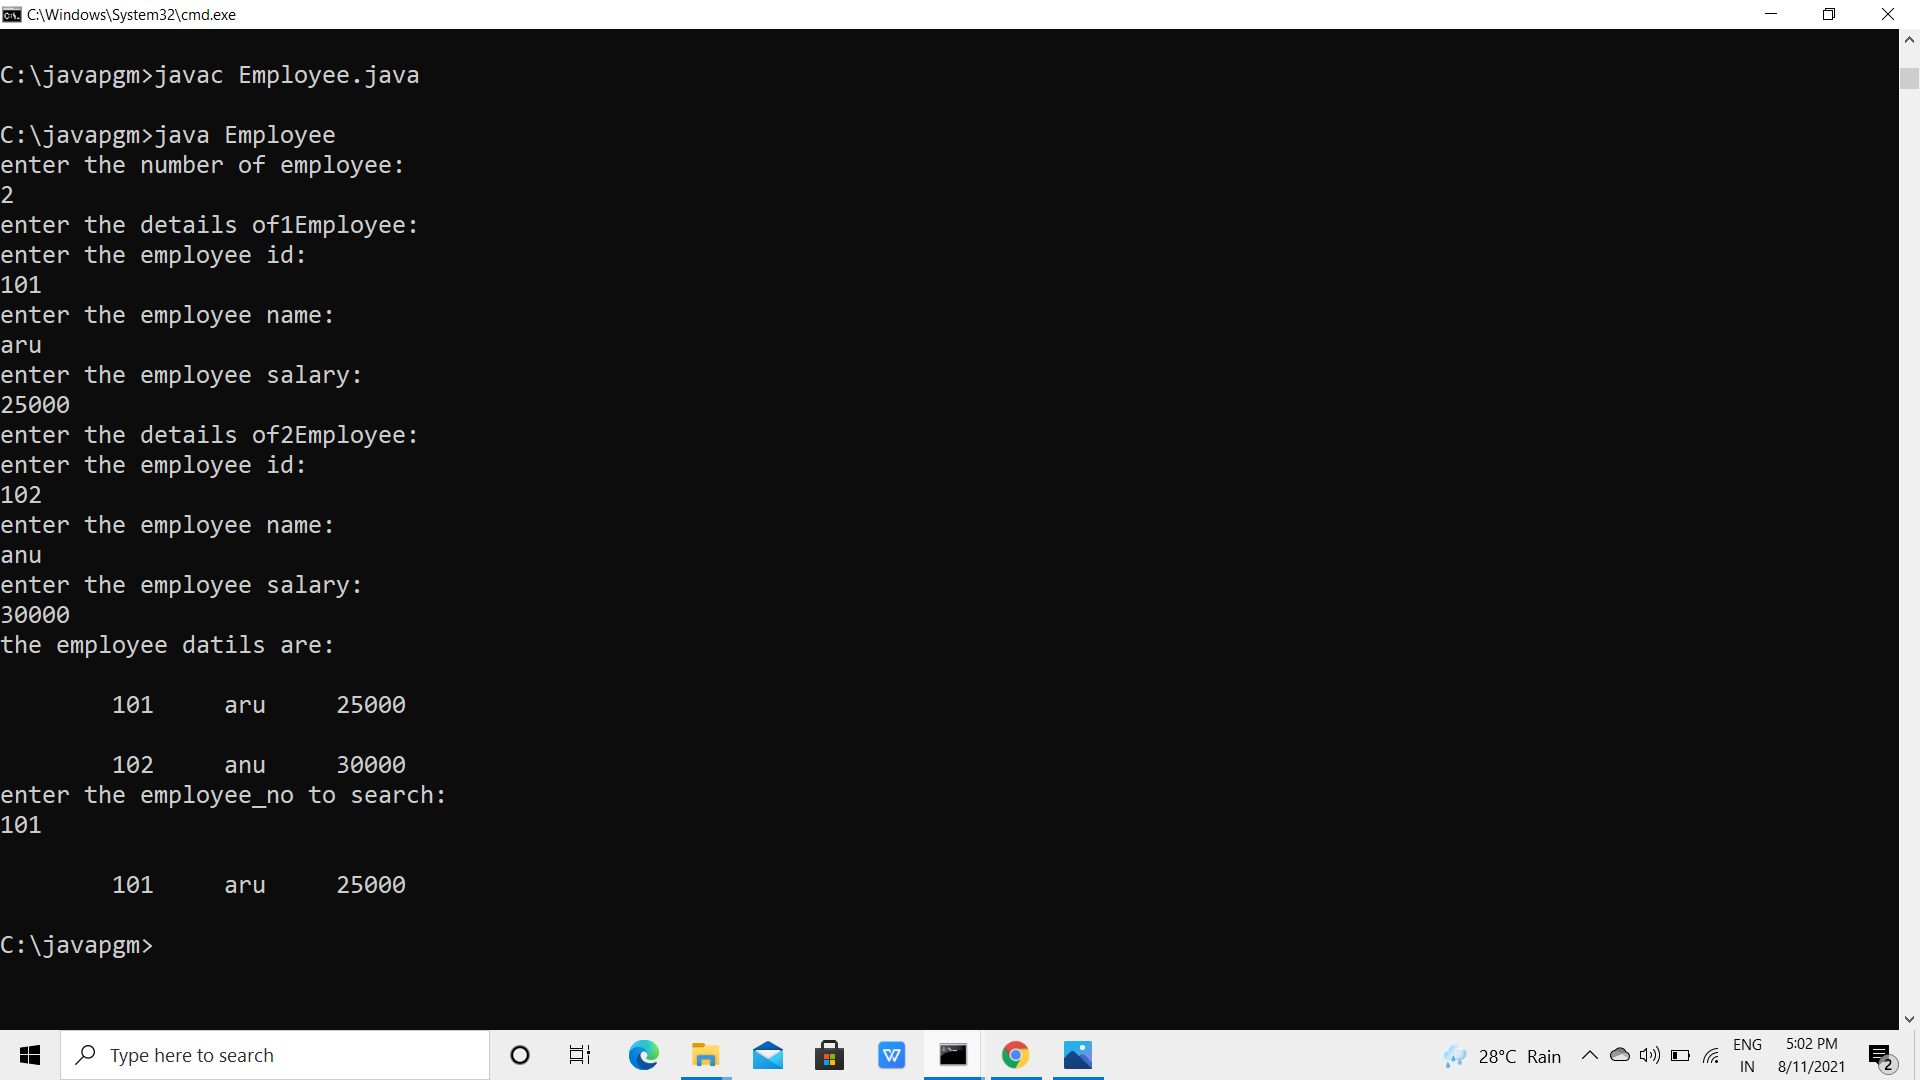 C:\Windows\System32\cmd.exe
C:\javapgm>javac Employee.java
C:\javapgm>java Employee
enter the number of employee:
2
enter the details of1Employee:
enter the employee id:
101
enter the employee name:
aru
enter the employee salary:
25000
enter the details of2Employee:
enter the employee id:
102
enter the employee name:
anu
enter the employee salary:
30000
the employee datils are:
101 aru 25000
102 anu 30000
enter the employee_no to search:
101
101 aru 25000
C:\javapgm>
Type here to search
28°C Rain
ENG
IN
5:02 PM
8/11/2021
2